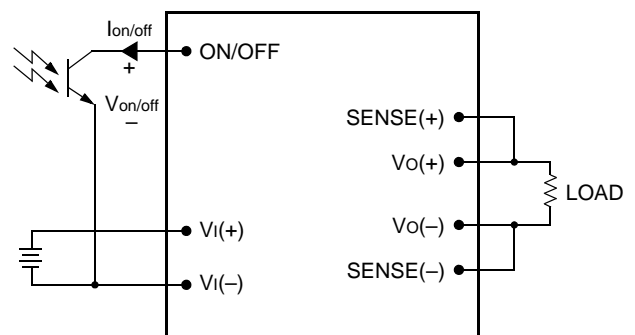 Ion/off
ON/OFF
+
Von/off
–
SENSE(+)
VO(+)
LOAD
VI(+)
VO(–)
VI(–)
SENSE(–)